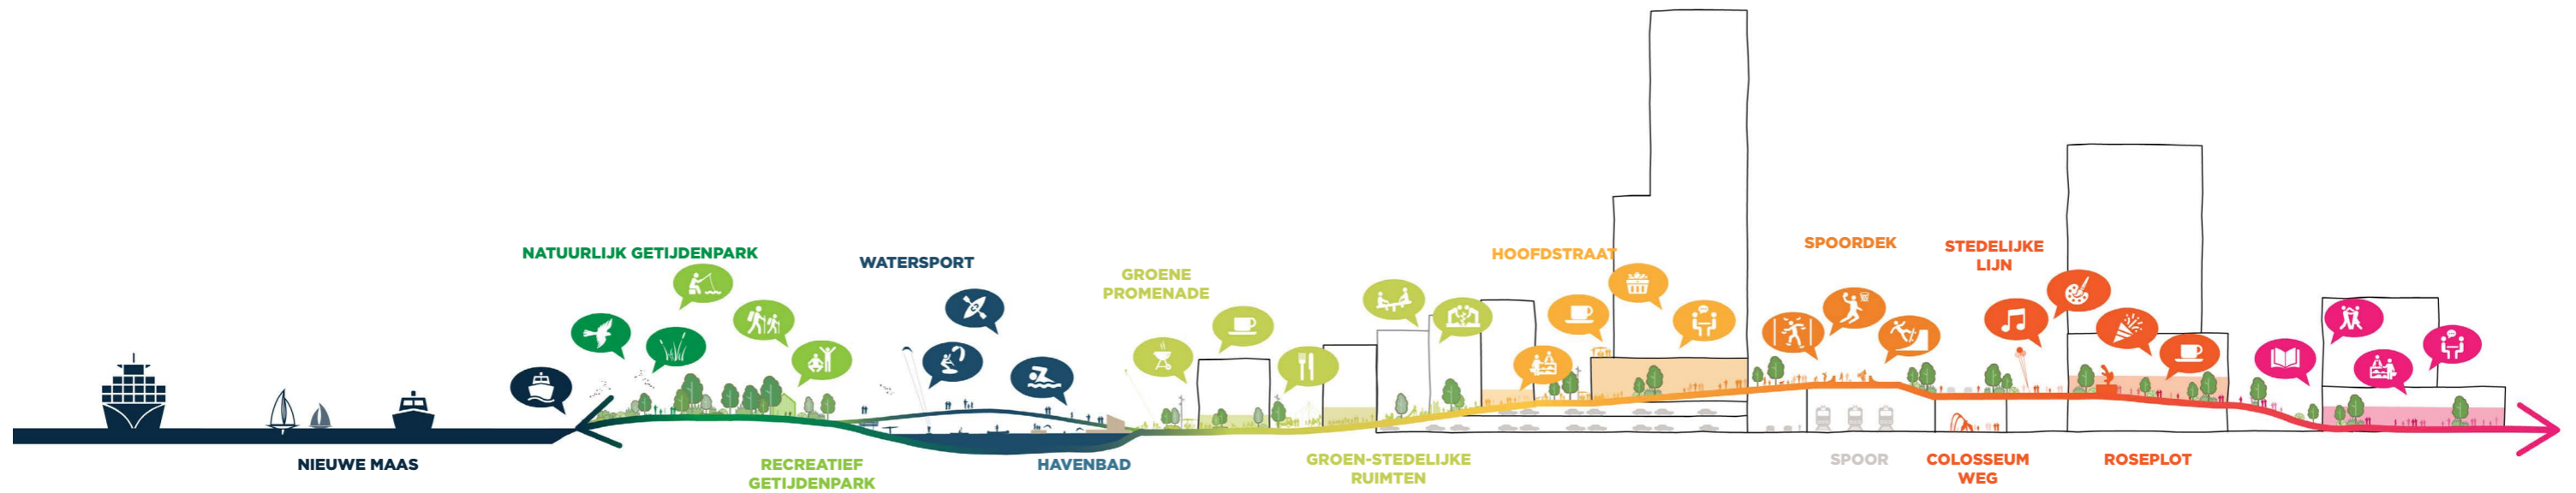 NATUURLIJK GETIJDENPARK
WATERSPORT
GROENE
PROMENADE
HOOFDSTRAAT
SPOORDEK
STEDELIJKE
LIJN
NIEUWE MAAS
RECREATIEF
GETIJDENPARK
HAVENBAD
GROEN-STEDELIJKE
RUIMTEN
SPOOR
COLOSSEUM
WEG
ROSEPLOT